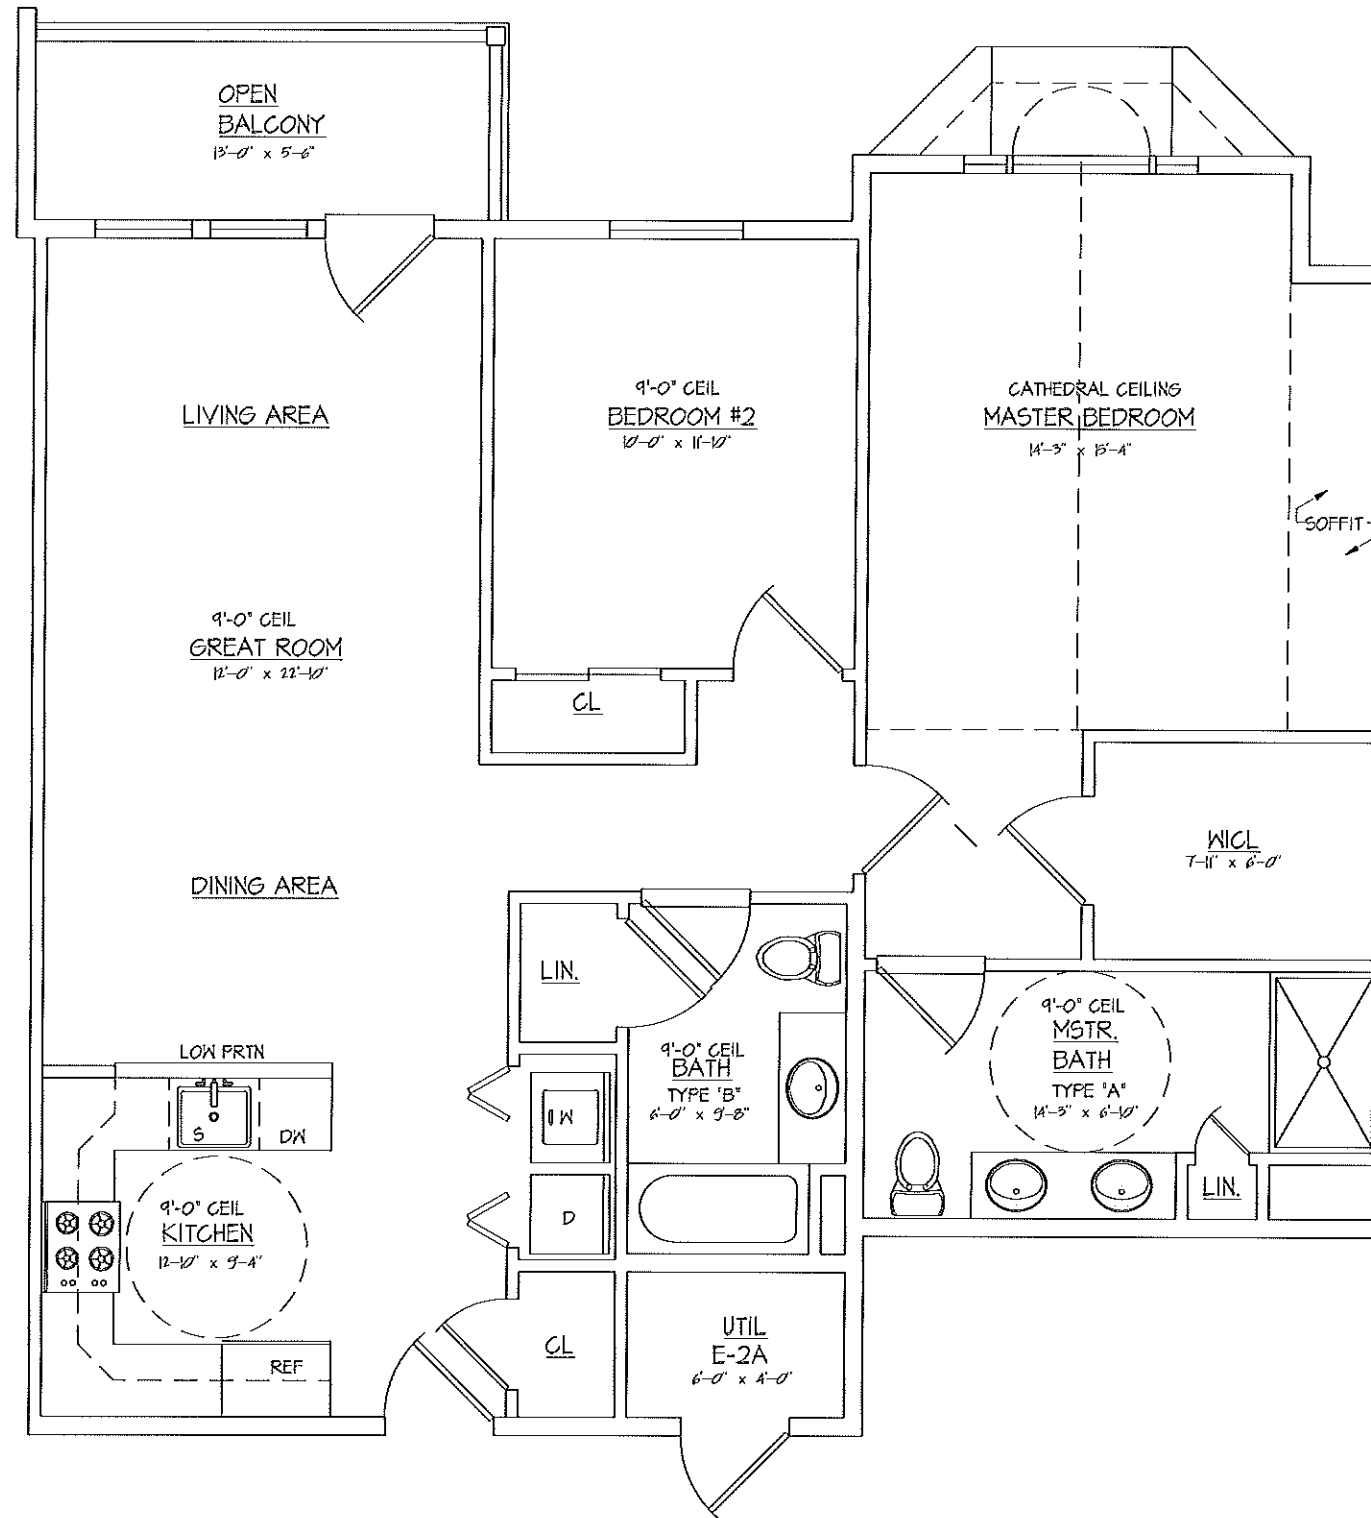 OPEN
BALCONY
13'-0" x 5'-6"
LIVING AREA
9'-0" CEIL
BEDROOM #2
10'-0" x 11'-10"
CATHEDRAL CEILING
MASTER BEDROOM
14'-3" x 15'-4"
SOFFIT
9'-0" CEIL
GREAT ROOM
12'-0" x 22'-10"
CL
WICL
7'-11" x 6'-0"
DINING AREA
LIN.
9'-0" CEIL
BATH
TYPE "B"
6'-0" x 9'-8"
9'-0" CEIL
MSTR.
BATH
TYPE "A"
14'-3" x 6'-10"
LOW PRTN
S
DW
W
D
LIN.
9'-0" CEIL
KITCHEN
12'-10" x 9'-4"
REF
CL
UTIL
E-2A
6'-0" x 4'-0"